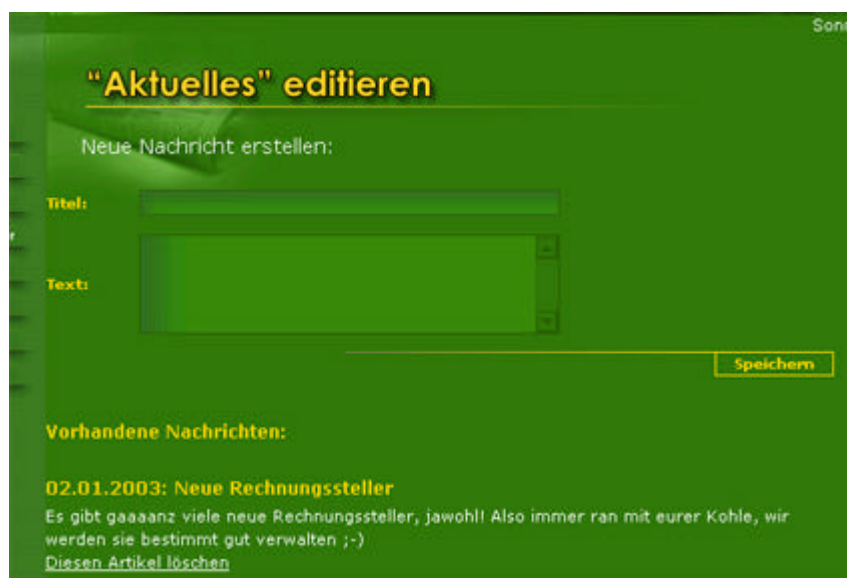 "Aktuelles" editieren
Neue Nachricht erstellen:
Titel:
Text:
Speichern
Vorhandene Nachrichten:
02.01.2003: Neue Rechnungssteller
Es gibt gaaaanz viele neue Rechnungssteller, jawohl! Also immer ran mit eurer Kohle, wir
werden sie bestimmt gut verwalten ;-)
Diesen Artikel löschen